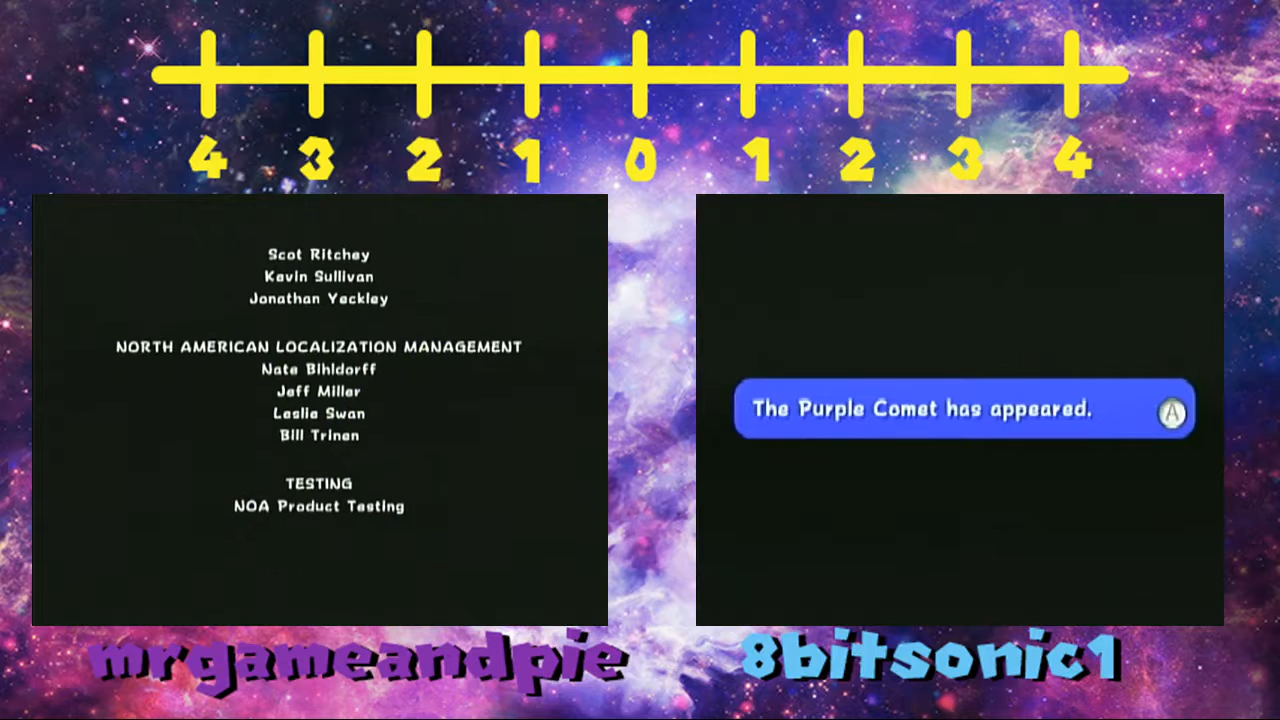 4 3 2 1 0 1 2 3 4
Scot Ritchey
Kevin Sullivan
Jonathan Yeckley
NORTH AMERICAN LOCALIZATION MANAGEMENT
Nate Bihldorff
Jeff Miller
Leslie Swan
Bill Trinen
TESTING
NOA Product Testing
The Purple Comet has appeared.
A
mrgameandpie
8bitsonic1